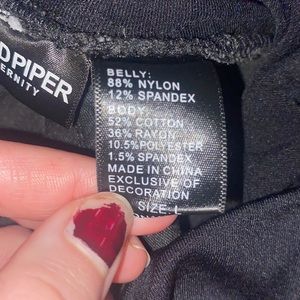 DPIPER
ERNITY
BELLY:
88% NYLON
12% SPANDEX
BODY:
52% COTTON
36% RAYON
10.5%POLYESTER
1.5% SPANDEX
MADE IN CHINA
EXCLUSIVE OF
DECORATION
SIZE: L